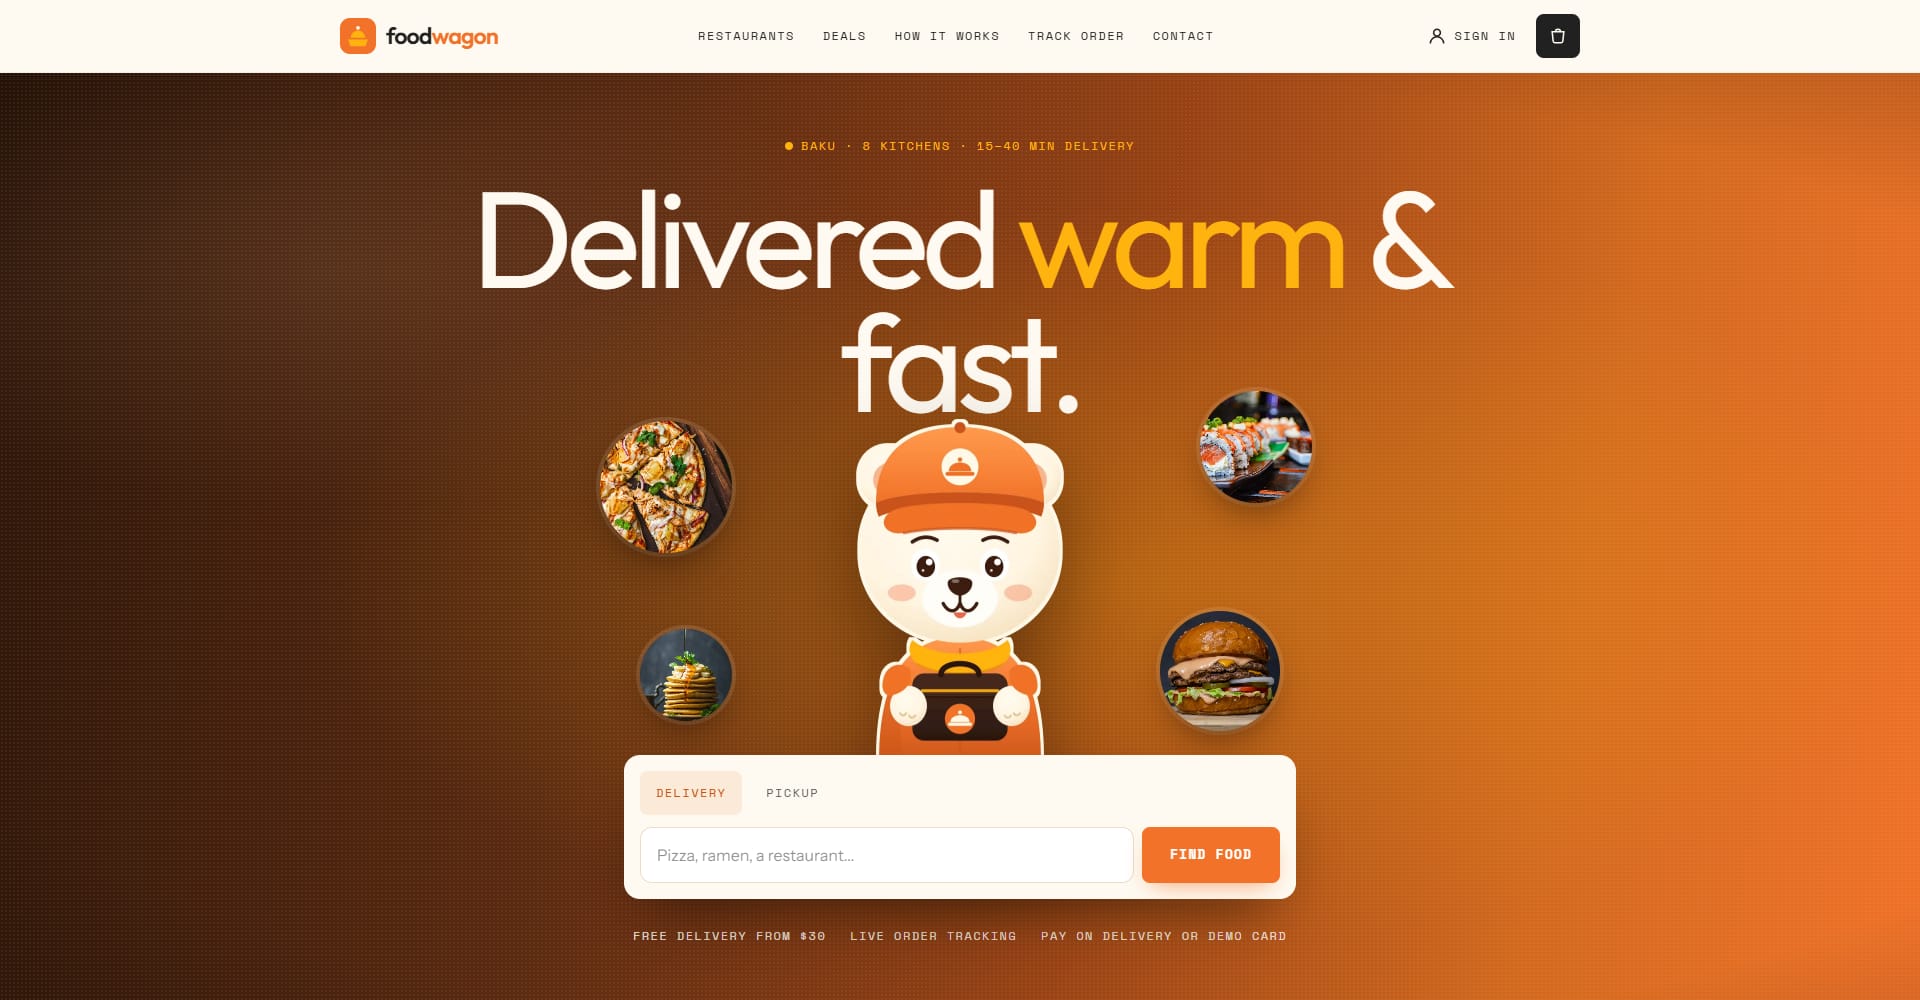 foodwagon
RESTAURANTS DEALS HOW IT WORKS TRACK ORDER CONTACT
SIGN IN
BAKU · 8 KITCHENS · 15–40 MIN DELIVERY
Delivered warm &
fast.
DELIVERY PICKUP
Pizza, ramen, a restaurant...
FIND FOOD
FREE DELIVERY FROM $30 LIVE ORDER TRACKING PAY ON DELIVERY OR DEMO CARD